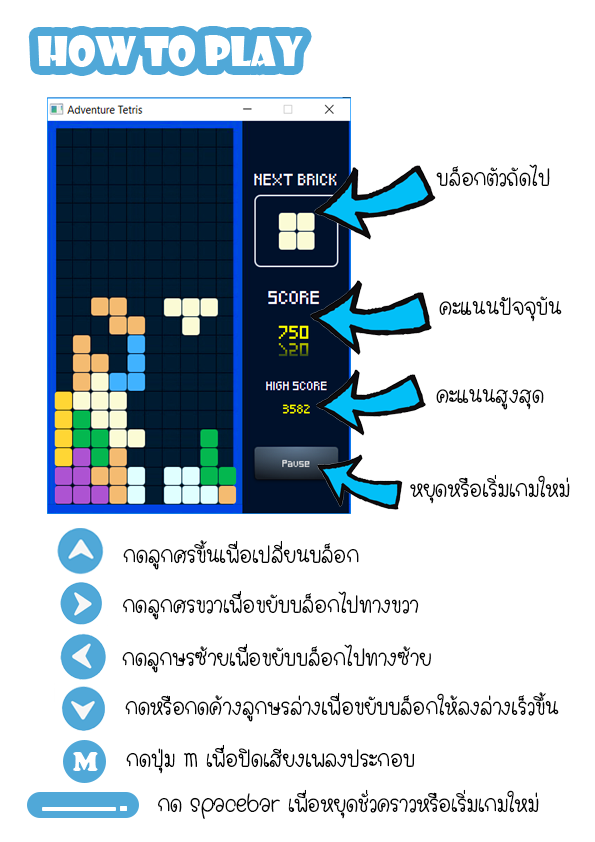 HOW TO PLAY
Adventure Tetris
NEXT BRICK
บล็อกตัวถัดไป
SCORE
750
คะแนนปัจจุบัน
HIGH SCORE
3582
คะแนนสูงสุด
Pause
หยุดหรือเริ่มเกมใหม่
กดลูกศรขึ้นเพื่อเปลี่ยนบล็อก
กดลูกศรขวาเพื่อขยับบล็อกไปทางขวา
กดลูกษรซ้ายเพื่อขยับบล็อกไปทางซ้าย
กดหรือกดค้างลูกษรล่างเพื่อขยับบล็อกให้ลงล่างเร็วขึ้น
M กดปุ่ม m เพื่อปิดเสียงเพลงประกอบ
กด spacebar เพื่อหยุดชั่วคราวหรือเริ่มเกมใหม่